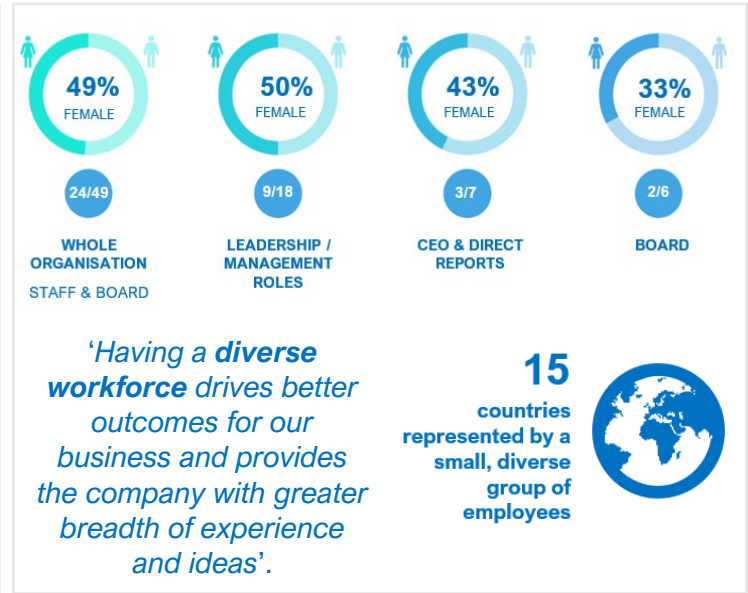 49%
FEMALE
24/49
WHOLE
ORGANISATION
STAFF & BOARD
50%
FEMALE
9/18
LEADERSHIP /
MANAGEMENT
ROLES
43%
FEMALE
3/7
CEO & DIRECT
REPORTS
33%
FEMALE
2/6
BOARD
‘Having a diverse
workforce drives better
outcomes for our
business and provides
the company with greater
breadth of experience
and ideas’.
15
countries
represented by a
small, diverse
group of
employees